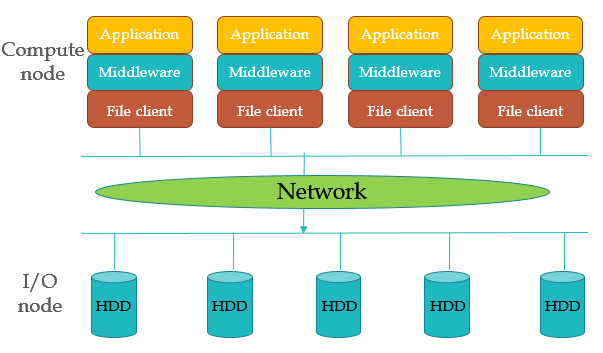 Application Application Application Application
Compute
node
Middleware Middleware Middleware Middleware
File client File client File client File client
Network
I/O
node
HDD HDD HDD HDD HDD